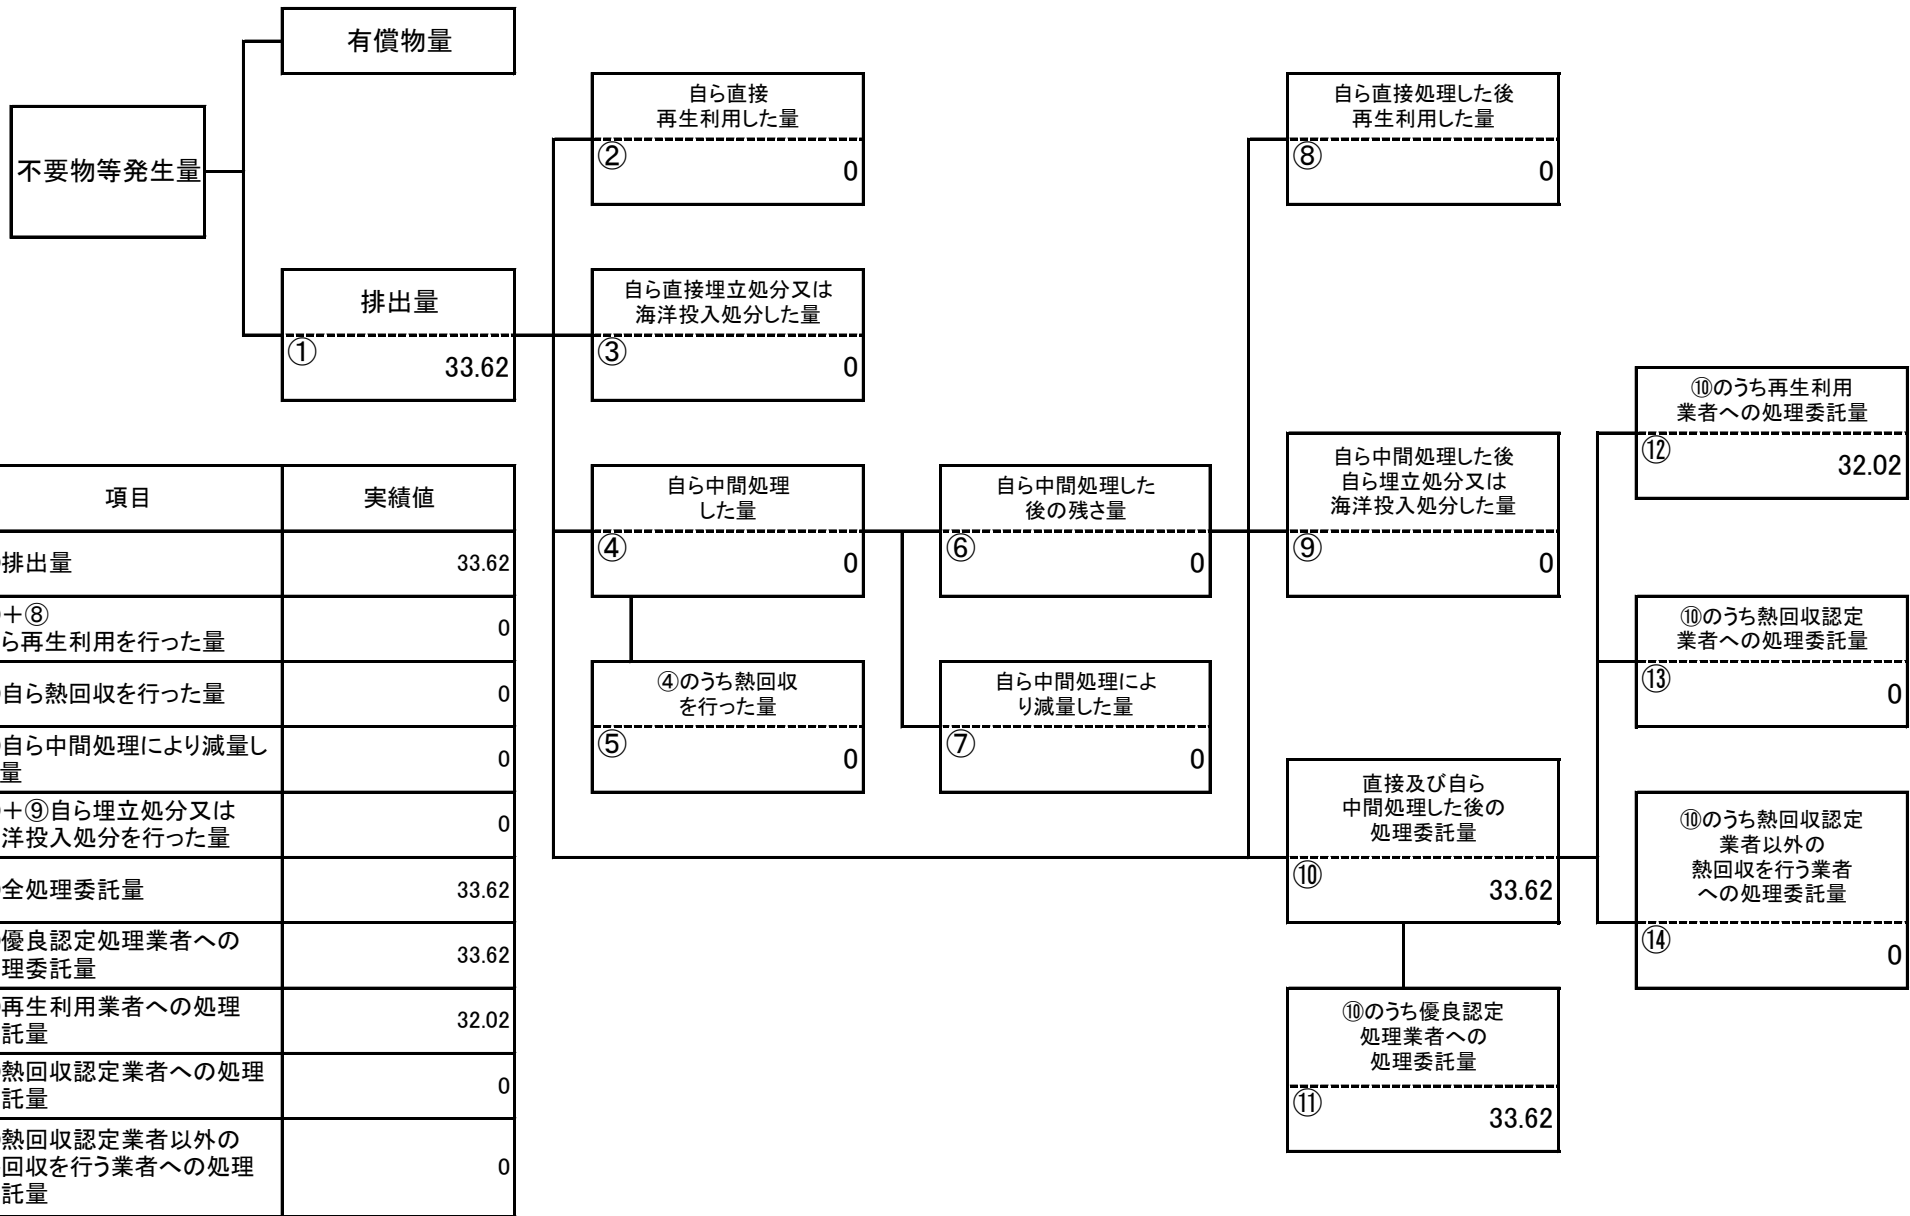 有償物量
不要物等発生量
排出量
①
33.62
自ら直接
再生利用した量
②
0
自ら直接埋立処分又は
海洋投入処分した量
③
0
自ら中間処理
した量
④
0
④のうち熱回収
を行った量
⑤
0
自ら中間処理した
後の残さ量
⑥
0
自ら中間処理によ
り減量した量
⑦
0
自ら直接処理した後
再生利用した量
⑧
0
自ら中間処理した後
自ら埋立処分又は
海洋投入処分した量
⑨
0
直接及び自ら
中間処理した後の
処理委託量
⑩
33.62
⑩のうち優良認定
処理業者への
処理委託量
⑪
33.62
⑩のうち再生利用
業者への処理委託量
⑫
32.02
⑩のうち熱回収認定
業者への処理委託量
⑬
0
⑩のうち熱回収認定
業者以外の
熱回収を行う業者
への処理委託量
⑭
0
項目
実績値
排出量
33.62
+⑧
ら再生利用を行った量
0
自ら熱回収を行った量
0
自ら中間処理により減量し
量
0
+⑨自ら埋立処分又は
洋投入処分を行った量
0
全処理委託量
33.62
優良認定処理業者への
理委託量
33.62
再生利用業者への処理
託量
32.02
熱回収認定業者への処理
託量
0
熱回収認定業者以外の
回収を行う業者への処理
託量
0